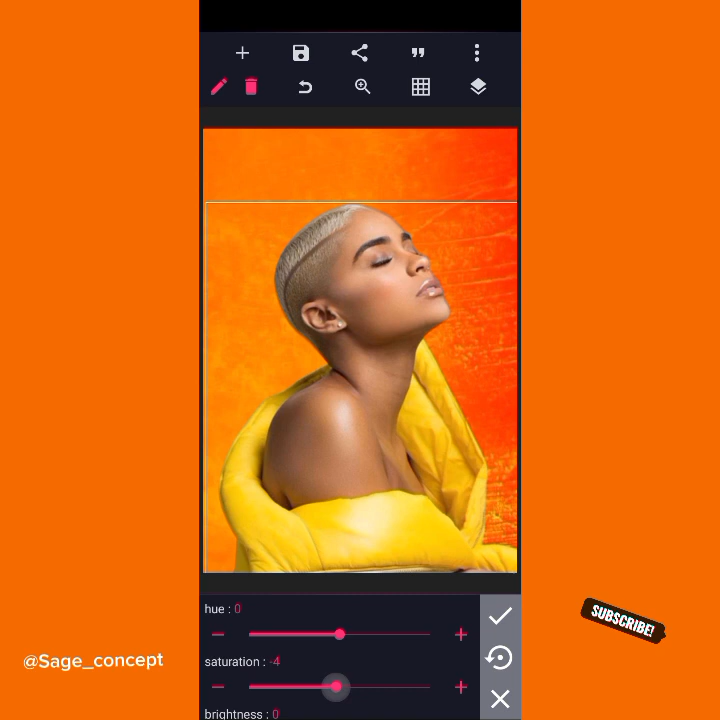 hue : 0
saturation : -4
brightness : 0
@Sage_concept
SUBSCRIBE!